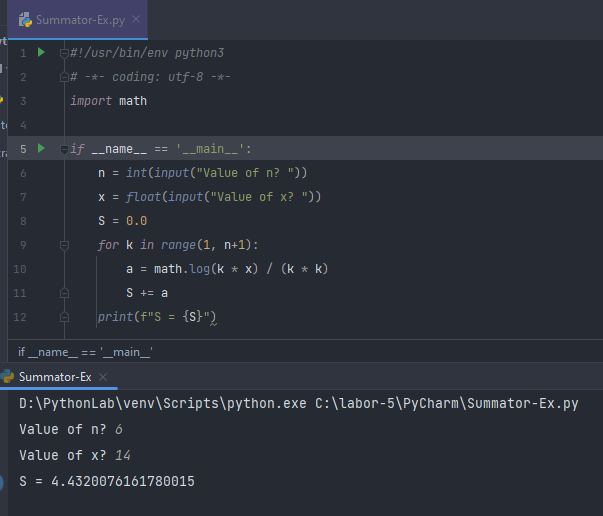 Summator-Ex.py
1 #!/usr/bin/env python3
2 # -*- coding: utf-8 -*-
3 import math
4
5 if __name__ == '__main__':
6 n = int(input("Value of n? "))
7 x = float(input("Value of x? "))
8 S = 0.0
9 for k in range(1, n+1):
10 a = math.log(k * x) / (k * k)
11 S += a
12 print(f"S = {S}")
if __name__ == '__main__'
Summator-Ex
D:\PythonLab\venv\Scripts\python.exe C:\labor-5\PyCharm\Summator-Ex.py
Value of n? 6
Value of x? 14
S = 4.4320076161780015